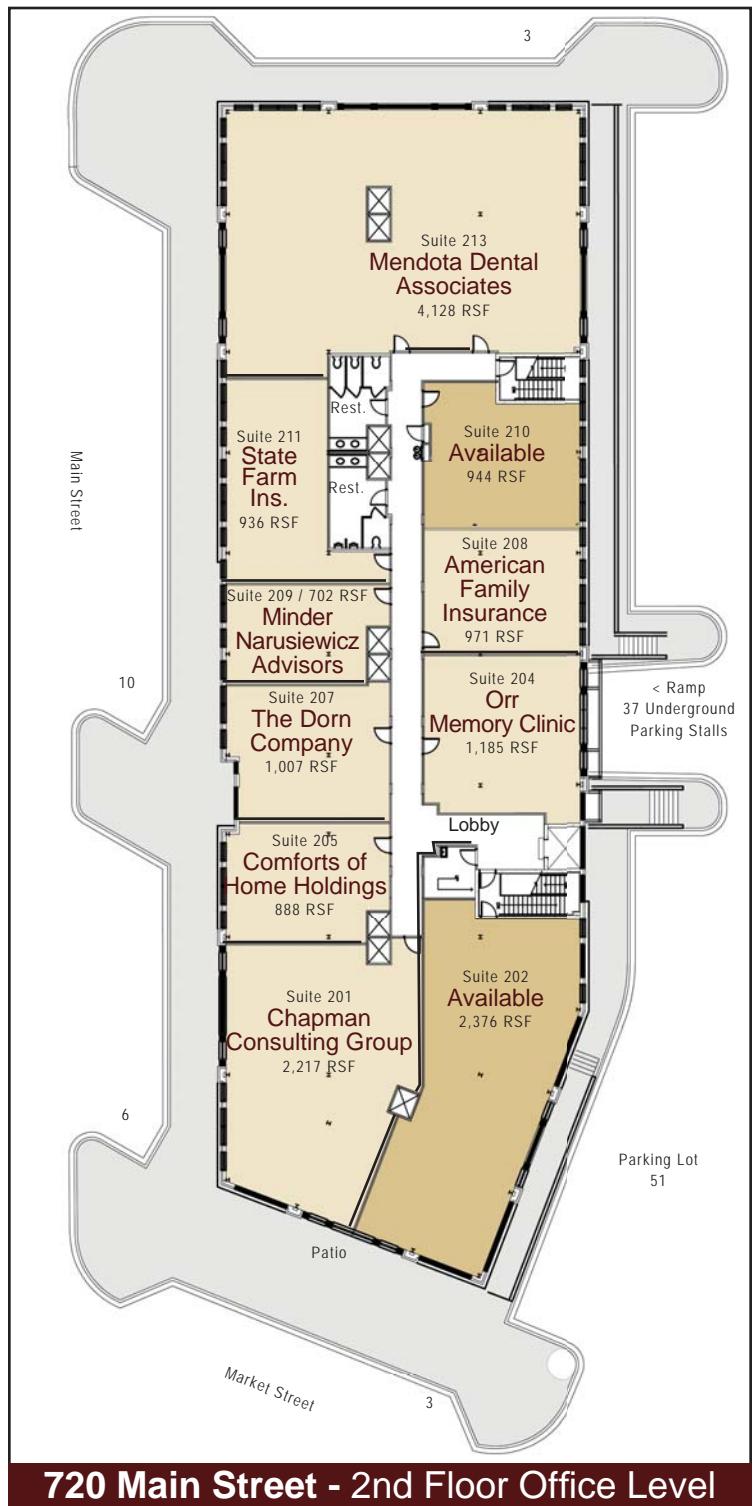 3
Suite 213
Mendota Dental
Associates
4,128 RSF
Rest.
Suite 211
State
Farm
Ins.
936 RSF
Suite 210
Available
944 RSF
Main Street
Rest.
Suite 208
American
Family
Insurance
971 RSF
Suite 209 / 702 RSF
Minder
Narusiewicz
Advisors
10
Suite 204
Orr
Memory Clinic
1,185 RSF
< Ramp
37 Underground
Parking Stalls
Suite 207
The Dorn
Company
1,007 RSF
Lobby
Suite 205
Comforts of
Home Holdings
888 RSF
Suite 202
Available
2,376 RSF
Suite 201
Chapman
Consulting Group
2,217 RSF
6
Parking Lot
51
Patio
Market Street
3
720 Main Street - 2nd Floor Office Level